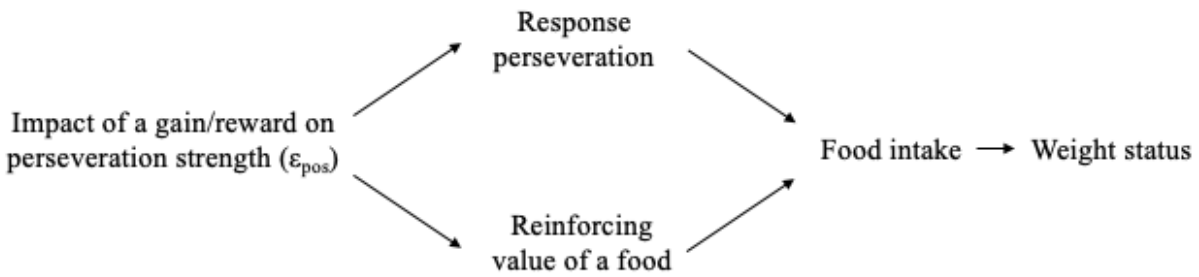 Response
perseveration
Impact of a gain/reward on
perseveration strength (εpos)
Food intake
Weight status
Reinforcing
value of a food